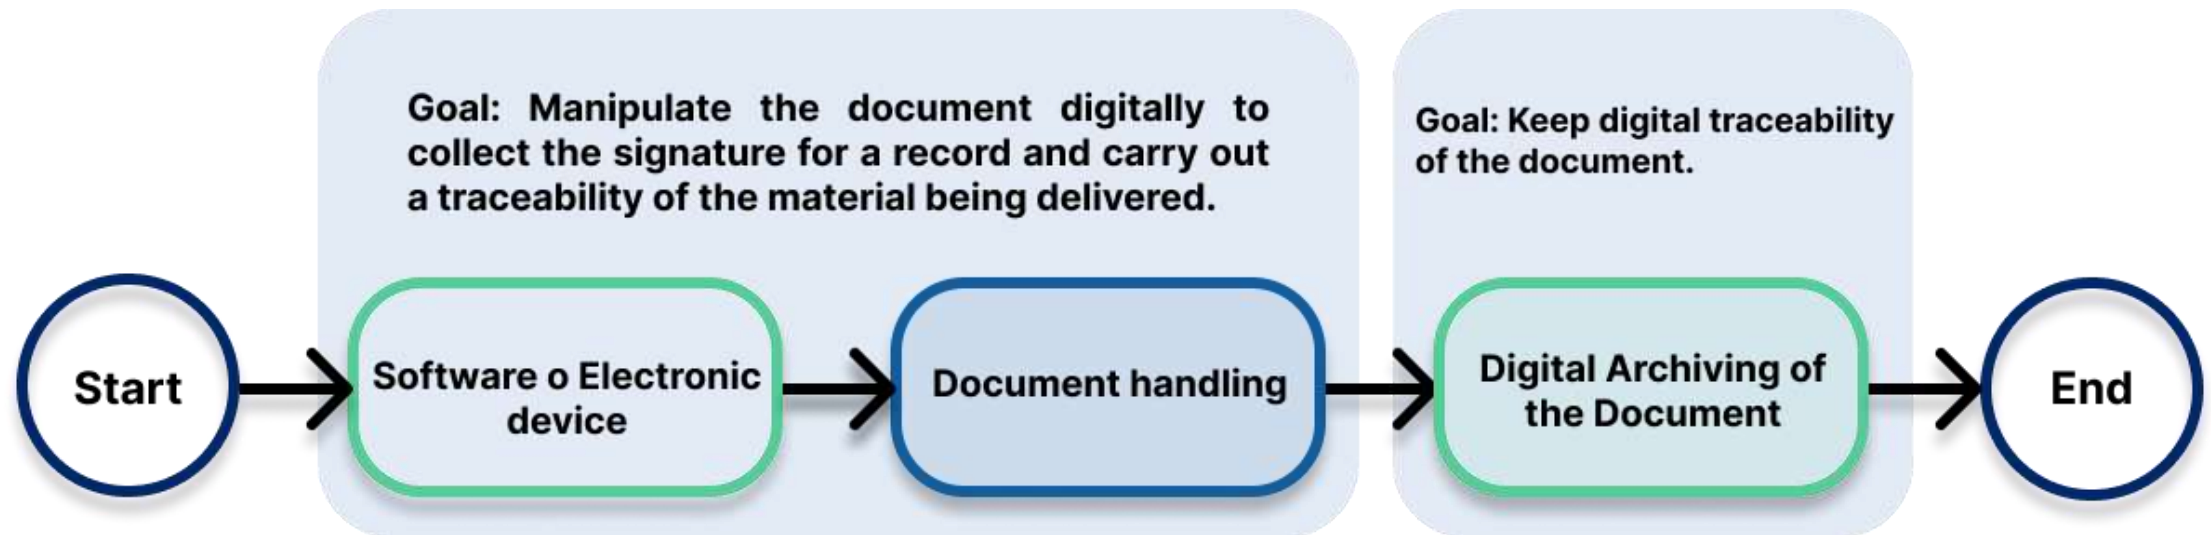 Goal: Manipulate the document digitally to
collect the signature for a record and carry out
a traceability of the material being delivered.
Goal: Keep digital traceability
of the document.
Start
Software o Electronic
device
Document handling
Digital Archiving of
the Document
End